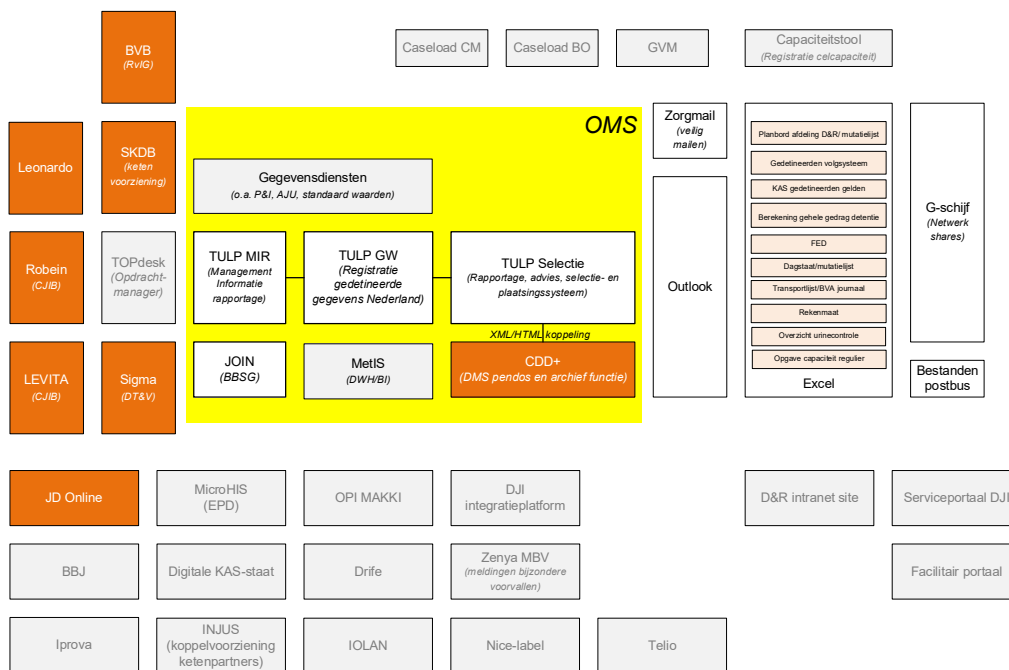 BVB
(RvIG)
Caseload CM
Caseload BO
GVM
Capaciteitstool
(Registratie celcapaciteit)
Leonardo
SKDB
(keten
voorziening)
OMS
Gegevensdiensten
(o.a. P&I, AJU, standaard waarden)
Zorgmail
(veilig
mailen)
Planbord afdeling D&R/ mutatielijst
Gedetineerden volgsysteem
KAS gedetineerden gelden
Berekening gehele gedrag detentie
FED
Dagstaat/mutatielijst
Transportlijst/BVA journaal
Rekenmaat
Overzicht urinecontrole
Opgave capaciteit regulier
Excel
G-schijf
(Netwerk
shares)
Robein
(CJIB)
TOPdesk
(Opdracht-
manager)
TULP MIR
(Management
Informatie
rapportage)
TULP GW
(Registratie
gedetineerde
gegevens Nederland)
TULP Selectie
(Rapportage, advies, selectie- en
plaatsingssysteem)
Outlook
XML/HTML koppeling
LEVITA
(CJIB)
Sigma
(DT&V)
JOIN
(BBSG)
MetIS
(DWH/BI)
CDD+
(DMS pendos en archief functie)
Bestanden
postbus
JD Online
MicroHIS
(EPD)
OPI MAKKI
DJI
integratieplatform
D&R intranet site
Serviceportaal DJI
BBJ
Digitale KAS-staat
Drife
Zenya MBV
(meldingen bijzondere
voorvallen)
Facilitair portaal
Iprova
INJUS
(koppelvoorziening
ketenpartners)
IOLAN
Nice-label
Telio